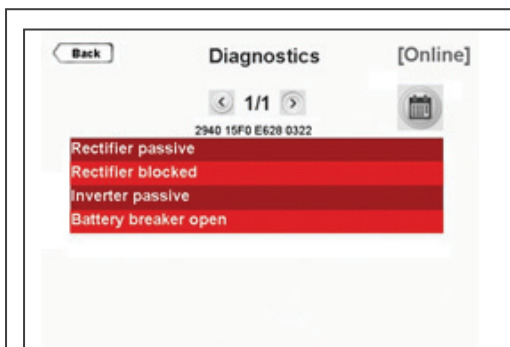 Back Diagnostics [Online]
1/1
2940 15F0 E628 0322
Rectifier passive
Rectifier blocked
Inverter passive
Battery breaker open